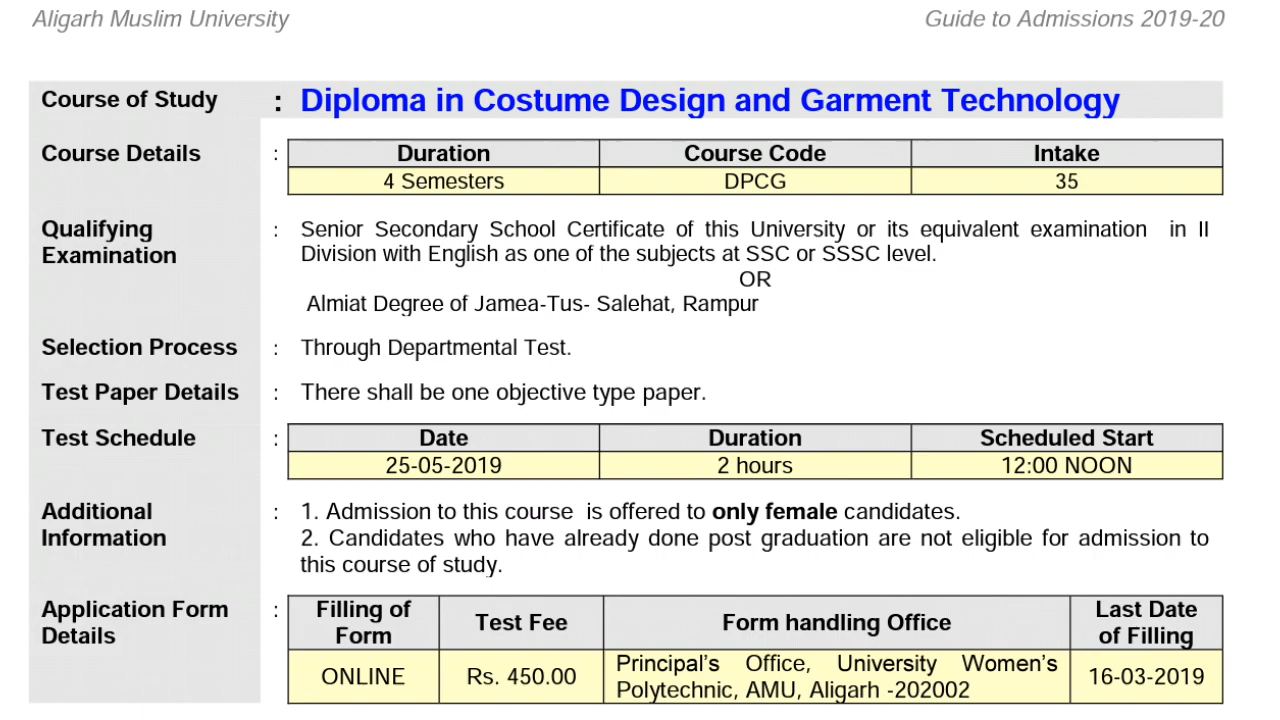 Aligarh Muslim University Guide to Admissions 2019-20
Course of Study : Diploma in Costume Design and Garment Technology
Course Details : Duration Course Code Intake
4 Semesters DPCG 35
Qualifying Examination : Senior Secondary School Certificate of this University or its equivalent examination in II
Division with English as one of the subjects at SSC or SSSC level.
OR
Almiat Degree of Jamea-Tus- Salehat, Rampur
Selection Process : Through Departmental Test.
Test Paper Details : There shall be one objective type paper.
Test Schedule : Date Duration Scheduled Start
25-05-2019 2 hours 12:00 NOON
Additional Information : 1. Admission to this course is offered to only female candidates.
2. Candidates who have already done post graduation are not eligible for admission to
this course of study.
Application Form Details : Filling of Form Test Fee Form handling Office Last Date of Filling
ONLINE Rs. 450.00 Principal's Office, University Women's Polytechnic, AMU, Aligarh -202002 16-03-2019